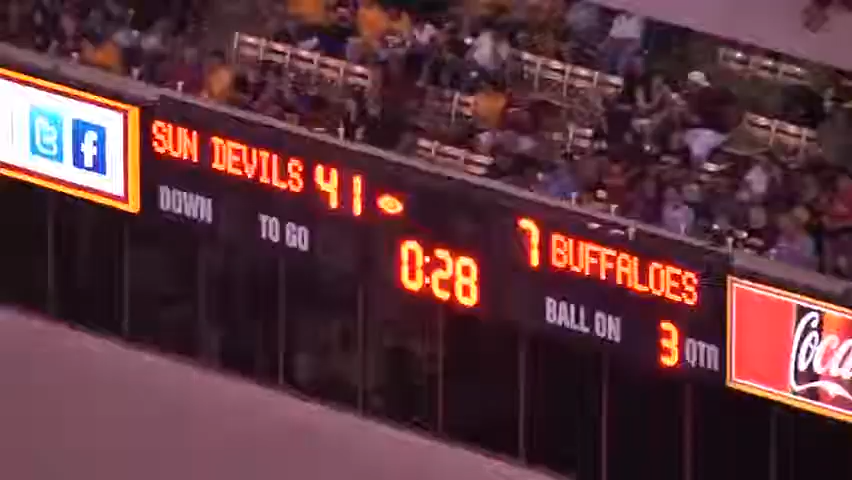 SUN DEVILS 41
DOWN TO GO
0:28
7 BUFFALOES
BALL ON 3 QTR
Coca